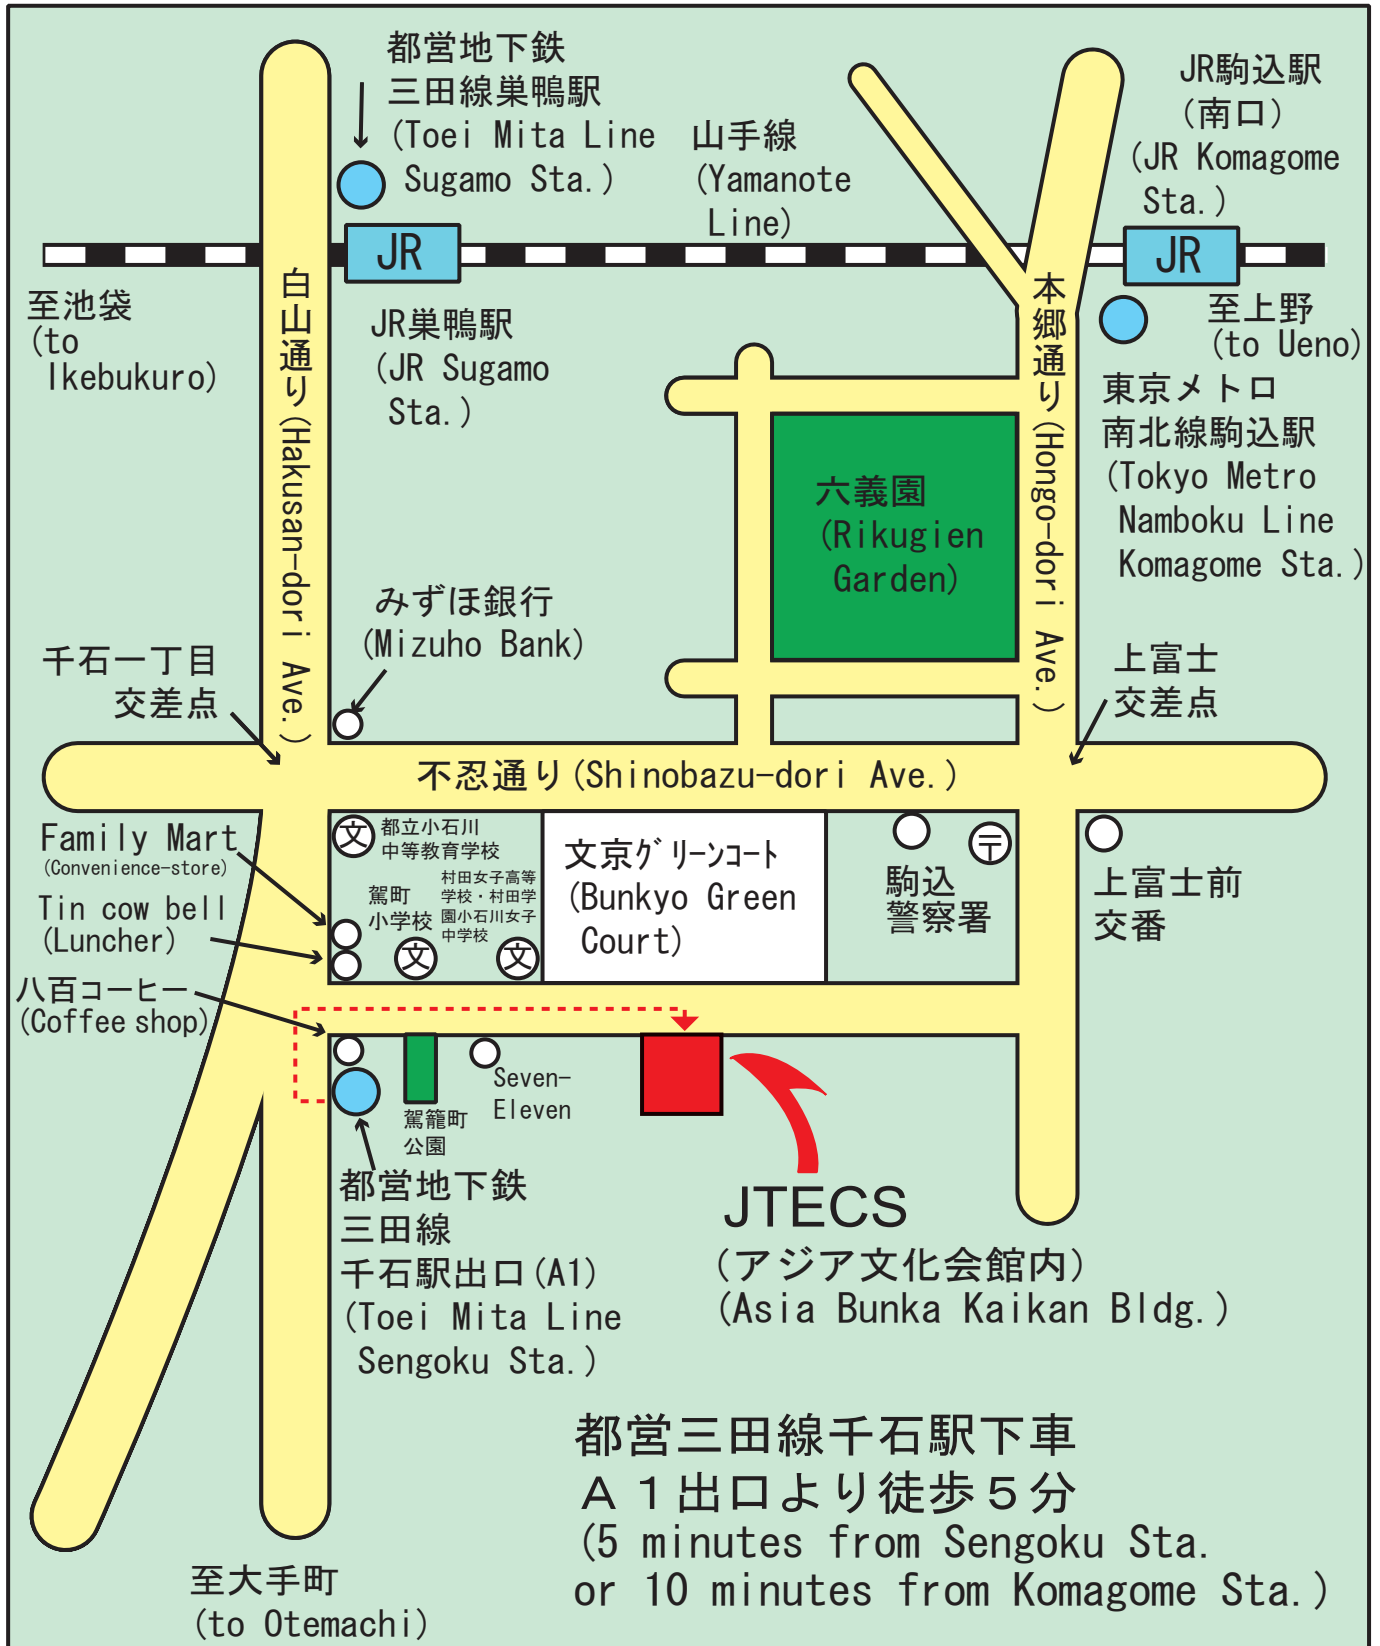 都営地下鉄
三田線巣鴨駅
(Toei Mita Line
Sugamo Sta.)
山手線
(Yamanote
Line)
JR駒込駅
(南口)
(JR Komagome
Sta.)
JR
JR
至池袋
(to
Ikebukuro)
白山通り(Hakusan-dori Ave.)
JR巣鴨駅
(JR Sugamo
Sta.)
本郷通り(Hongo-dori Ave.)
至上野
(to Ueno)
東京メトロ
南北線駒込駅
(Tokyo Metro
Namboku Line
Komagome Sta.)
六義園
(Rikugien
Garden)
みずほ銀行
(Mizuho Bank)
千石一丁目
交差点
上富士
交差点
不忍通り(Shinobazu-dori Ave.)
Family Mart
(Convenience-store)
Tin cow bell
(Luncher)
八百コーヒー
(Coffee shop)
文
都立小石川
中等教育学校
駕町
小学校
文
村田女子高等
学校・村田学
園小石川女子
中学校
文
文京グリーンコート
(Bunkyo Green
Court)
駒込
警察署
〒
上富士前
交番
駕籠町
公園
Seven-
Eleven
都営地下鉄
三田線
千石駅出口(A1)
(Toei Mita Line
Sengoku Sta.)
JTECS
(アジア文化会館内)
(Asia Bunka Kaikan Bldg.)
都営三田線千石駅下車
A1出口より徒歩5分
(5 minutes from Sengoku Sta.
or 10 minutes from Komagome Sta.)
至大手町
(to Otemachi)